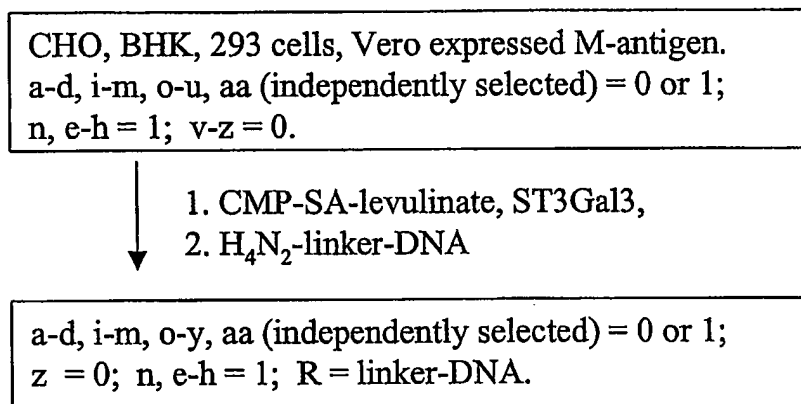 CHO, BHK, 293 cells, Vero expressed M-antigen.
a-d, i-m, o-u, aa (independently selected) = 0 or 1;
n, e-h = 1; v-z = 0.
1. CMP-SA-levulinate, ST3Gal3,
2. H₄N₂-linker-DNA
a-d, i-m, o-y, aa (independently selected) = 0 or 1;
z = 0; n, e-h = 1; R = linker-DNA.